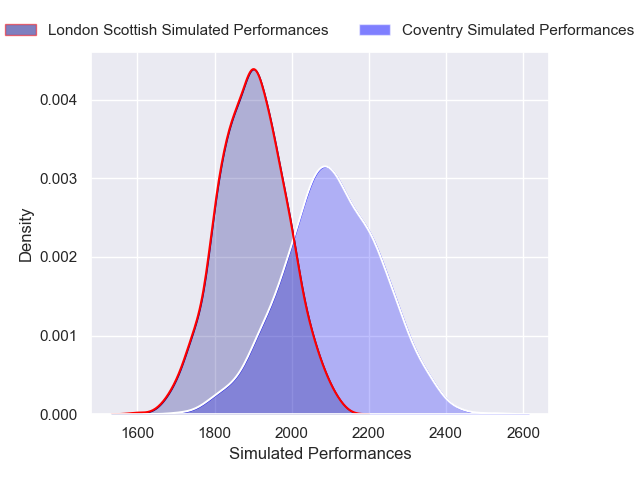 London Scottish Simulated Performances Coventry Simulated Performances
0.004
0.003
0.002
0.001
0.000
Density
1600 1800 2000 2200 2400 2600
Simulated Performances